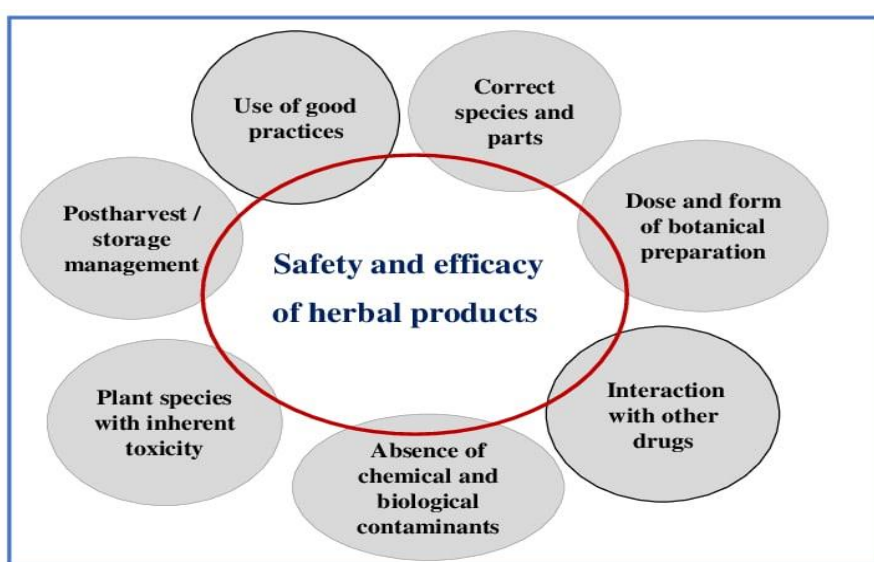 Use of good
practices
Correct
species and
parts
Postharvest /
storage
management
Dose and form
of botanical
preparation
Safety and efficacy
of herbal products
Plant species
with inherent
toxicity
Interaction
with other
drugs
Absence of
chemical and
biological
contaminants